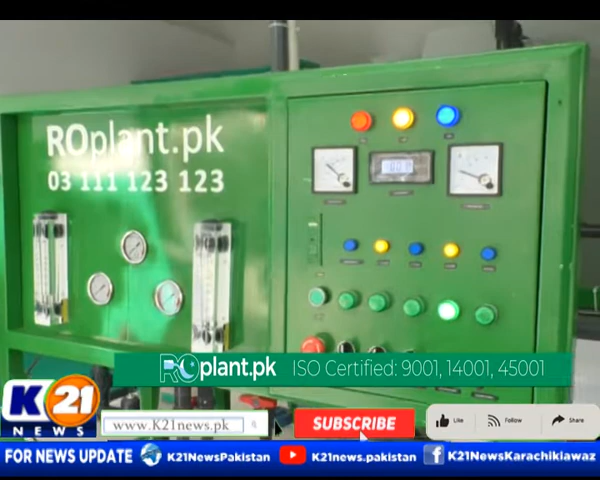 ROplant.pk
03 111 123 123
ROplant.pk ISO Certified: 9001, 14001, 45001
K21
NEWS
www.K21news.pk
SUBSCRIBE
Like
Follow
Share
FOR NEWS UPDATE K21NewsPakistan K21news.pakistan K21NewsKarachiklawaz